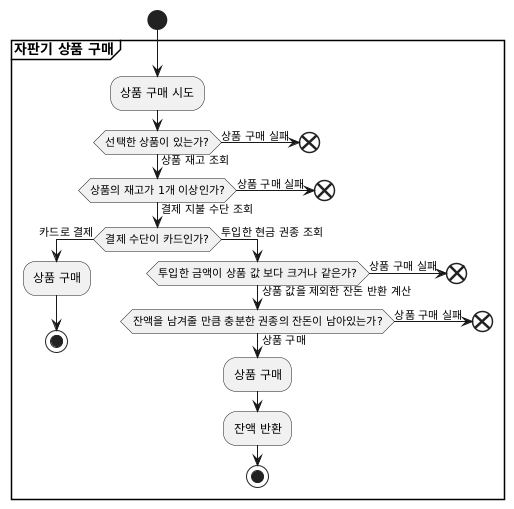 자판기 상품 구매
상품 구매 시도
선택한 상품이 있는가?
상품 구매 실패
상품 재고 조회
상품의 재고가 1개 이상인가?
상품 구매 실패
결제 지불 수단 조회
카드로 결제
결제 수단이 카드인가?
투입한 현금 권종 조회
상품 구매
투입한 금액이 상품 값 보다 크거나 같은가?
상품 구매 실패
상품 값을 제외한 잔돈 반환 계산
잔액을 남겨줄 만큼 충분한 권종의 잔돈이 남아있는가?
상품 구매 실패
상품 구매
상품 구매
잔액 반환